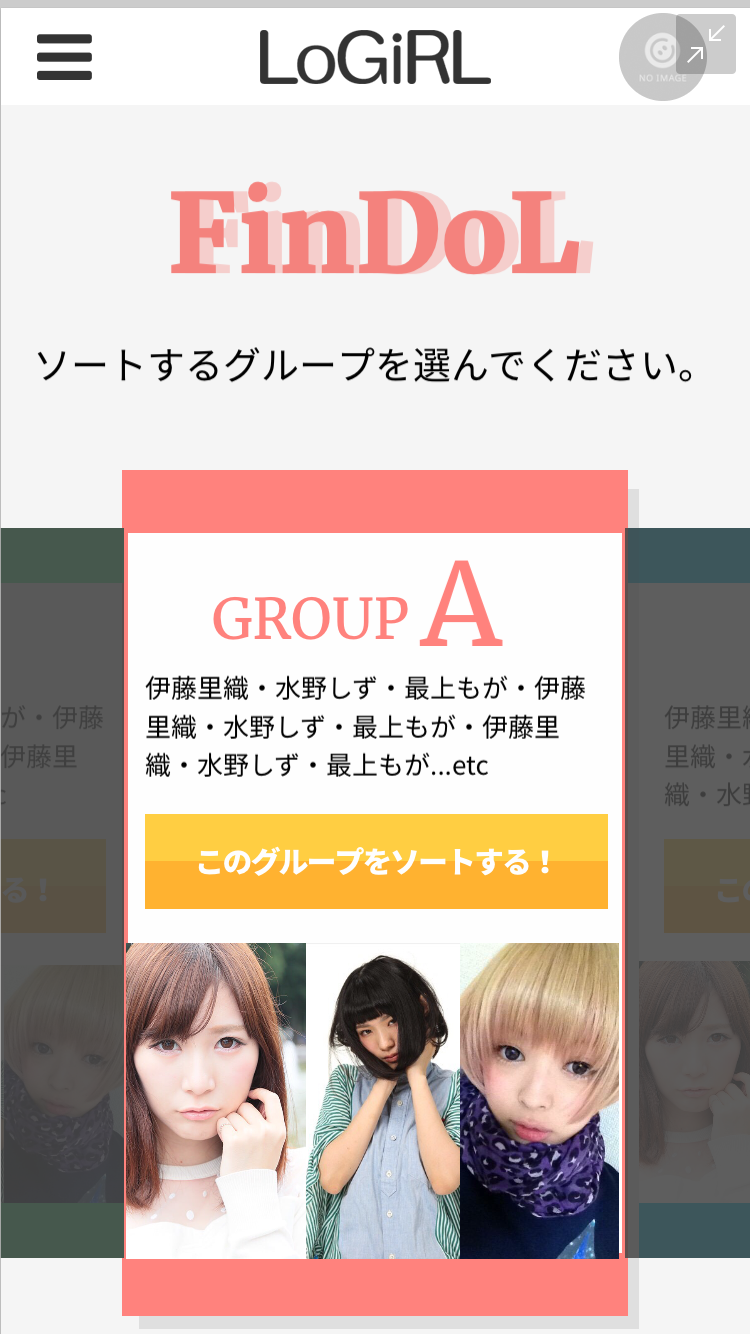 LoGiRL
NO IMAGE
FinDoL
ソートするグループを選んでください。
GROUP A
伊藤里織・水野しず・最上もが・伊藤
里織・水野しず・最上もが・伊藤里
織・水野しず・最上もが...etc
このグループをソートする！
が・伊藤
伊藤里
c
る！
伊藤里
里織・
織・水
こ